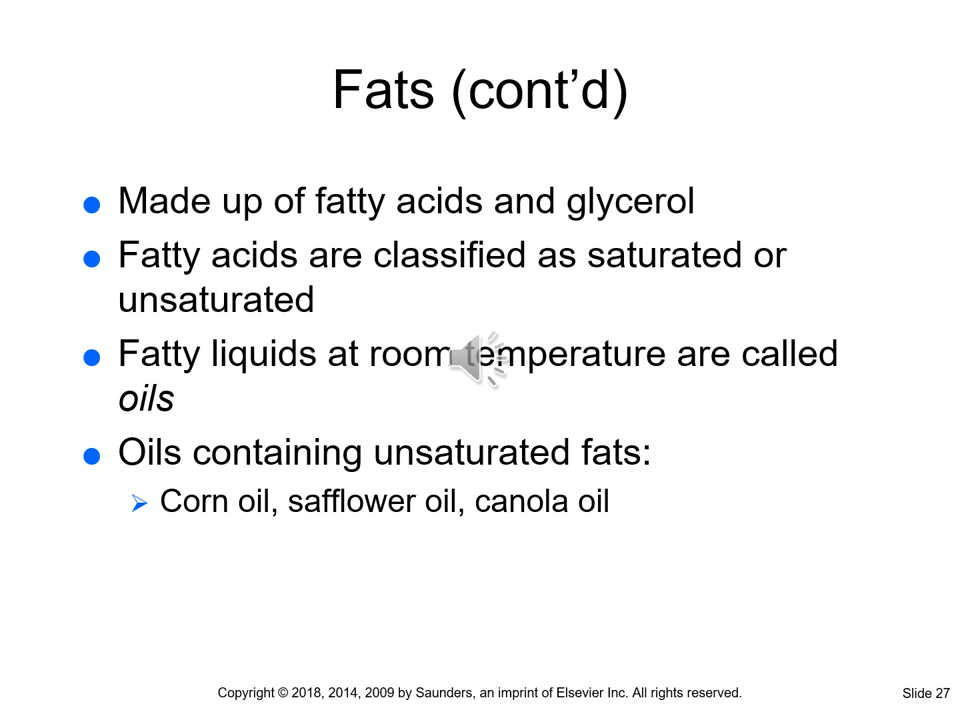 Fats (cont’d)
Made up of fatty acids and glycerol
Fatty acids are classified as saturated or
unsaturated
Fatty liquids at room temperature are called
oils
Oils containing unsaturated fats:
Corn oil, safflower oil, canola oil
Copyright © 2018, 2014, 2009 by Saunders, an imprint of Elsevier Inc. All rights reserved.
Slide 27